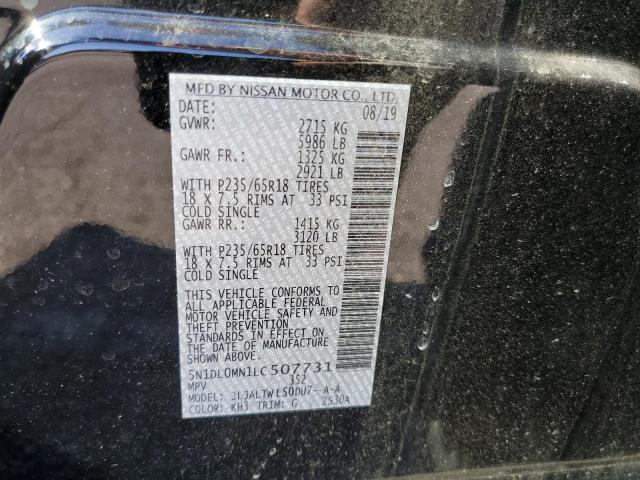 MFD BY NISSAN MOTOR CO., LTD.
DATE: 08/19
GVWR: 2715 KG
5986 LB
GAWR FR.: 1325 KG
2921 LB
WITH P235/65R18 TIRES
18 X 7.5 RIMS AT 33 PSI
COLD SINGLE
GAWR RR.: 1415 KG
3120 LB
WITH P235/65R18 TIRES
18 X 7.5 RIMS AT 33 PSI
COLD SINGLE
THIS VEHICLE CONFORMS TO
ALL APPLICABLE FEDERAL
MOTOR VEHICLE SAFETY AND
THEFT PREVENTION
STANDARDS IN EFFECT ON
THE DATE OF MANUFACTURE
SHOWN ABOVE.
5N1DL0MN1LC507731
MPV 352
MODEL:
COLOR: KH3 TRIM: G 2S30A